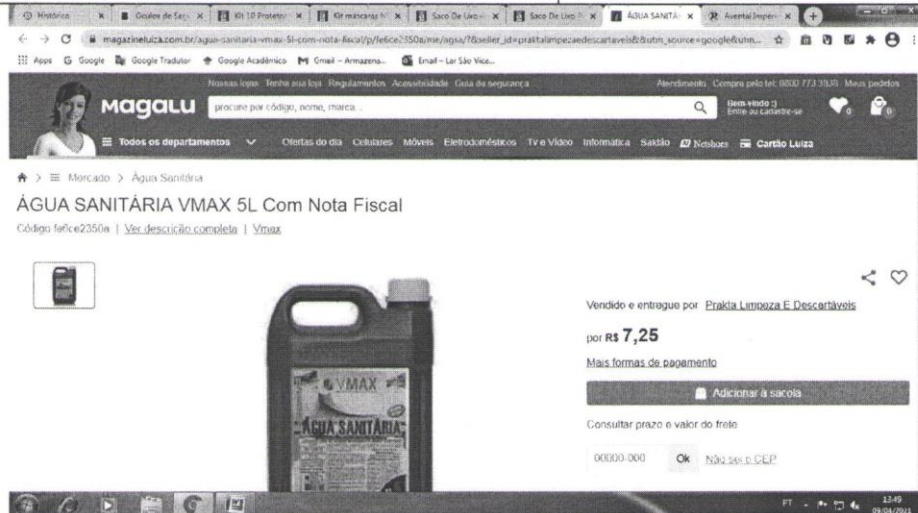 Histórico
Óculos de Seg
Kit 10 Protetor
Kit máscaras N
Saco De Lixo
Saco De Lixo
ÁGUA SANITÁ
Avental Imper
magazineluiza.com.br/agua-sanitaria-vmax-5l-com-nota-fiscal/p/fe6ce2350a/me/agsa/?&seller_id=praktalimpezaedescartaveis&utm_source=google&utm...
Apps Google Google Tradutor Google Acadêmico Gmail – Armazena... Email – Lar São Vice...
Nossas lojas Tenha sua loja Regulamentos Acessibilidade Guia de segurança Atendimento Compre pelo tel: 0800 773 3838 Meus pedidos
MagaLu
procure por código, nome, marca...
Bem-vindo :)
Entre ou cadastre-se
0
0
Todos os departamentos Ofertas do dia Celulares Móveis Eletrodomésticos Tv e Vídeo Informática Saldão Netshoes Cartão Luiza
> Mercado > Água Sanitária
ÁGUA SANITÁRIA VMAX 5L Com Nota Fiscal
Código fe6ce2350a | Ver descrição completa | Vmax
Vendido e entregue por Prakta Limpeza E Descartáveis
por R$ 7,25
Mais formas de pagamento
Adicionar à sacola
Consultar prazo e valor do frete
00000-000 Ok Não sei o CEP
VMAX
ÁGUA SANITÁRIA
PT
13:49
09/04/2021